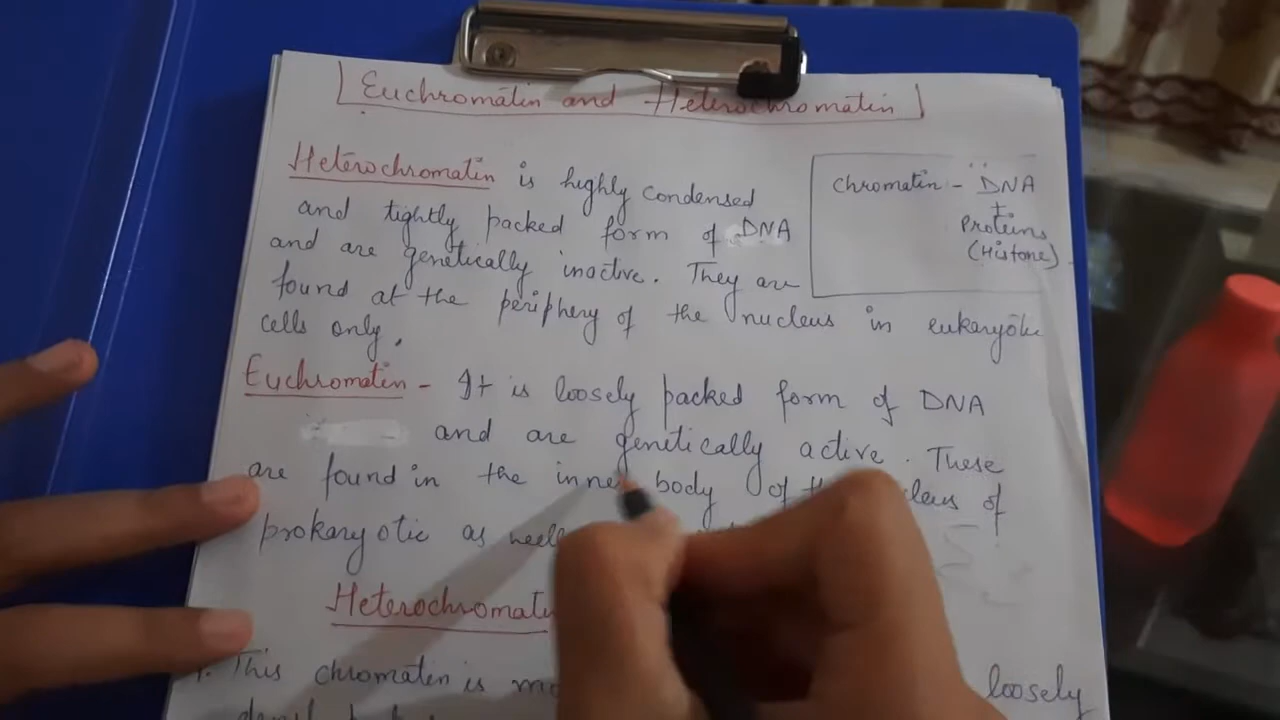 Euchromatin and Heterochromatin
Heterochromatin is highly condensed
and tightly packed form of DNA
and are genetically inactive. They are
found at the periphery of the nucleus in eukaryotic
cells only.
Chromatin - DNA
+
Proteins
(Histone)
Euchromatin - It is loosely packed form of DNA
and are genetically active. These
are found in the inner body of the of
prokaryotic as well
This chromatin is
loosely